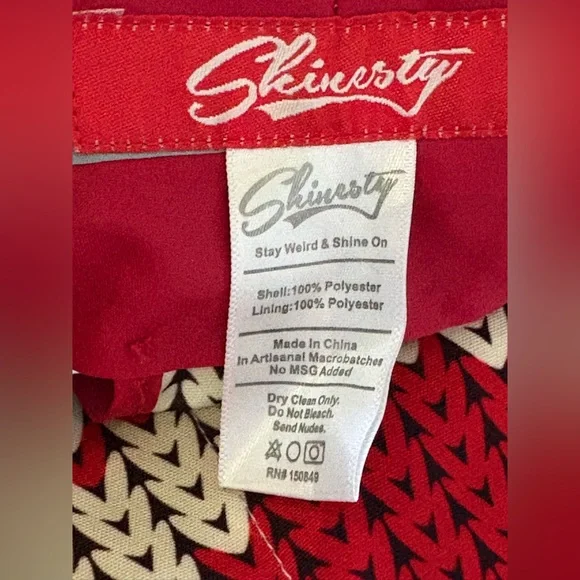 Shinesty
Shinesty
Stay Weird & Shine On
Shell:100% Polyester
Lining:100% Polyester
Made In China
In Artisanal Macrobatches
No MSG Added
Dry Clean Only.
Do Not Bleach.
Send Nudes.
RN# 150849